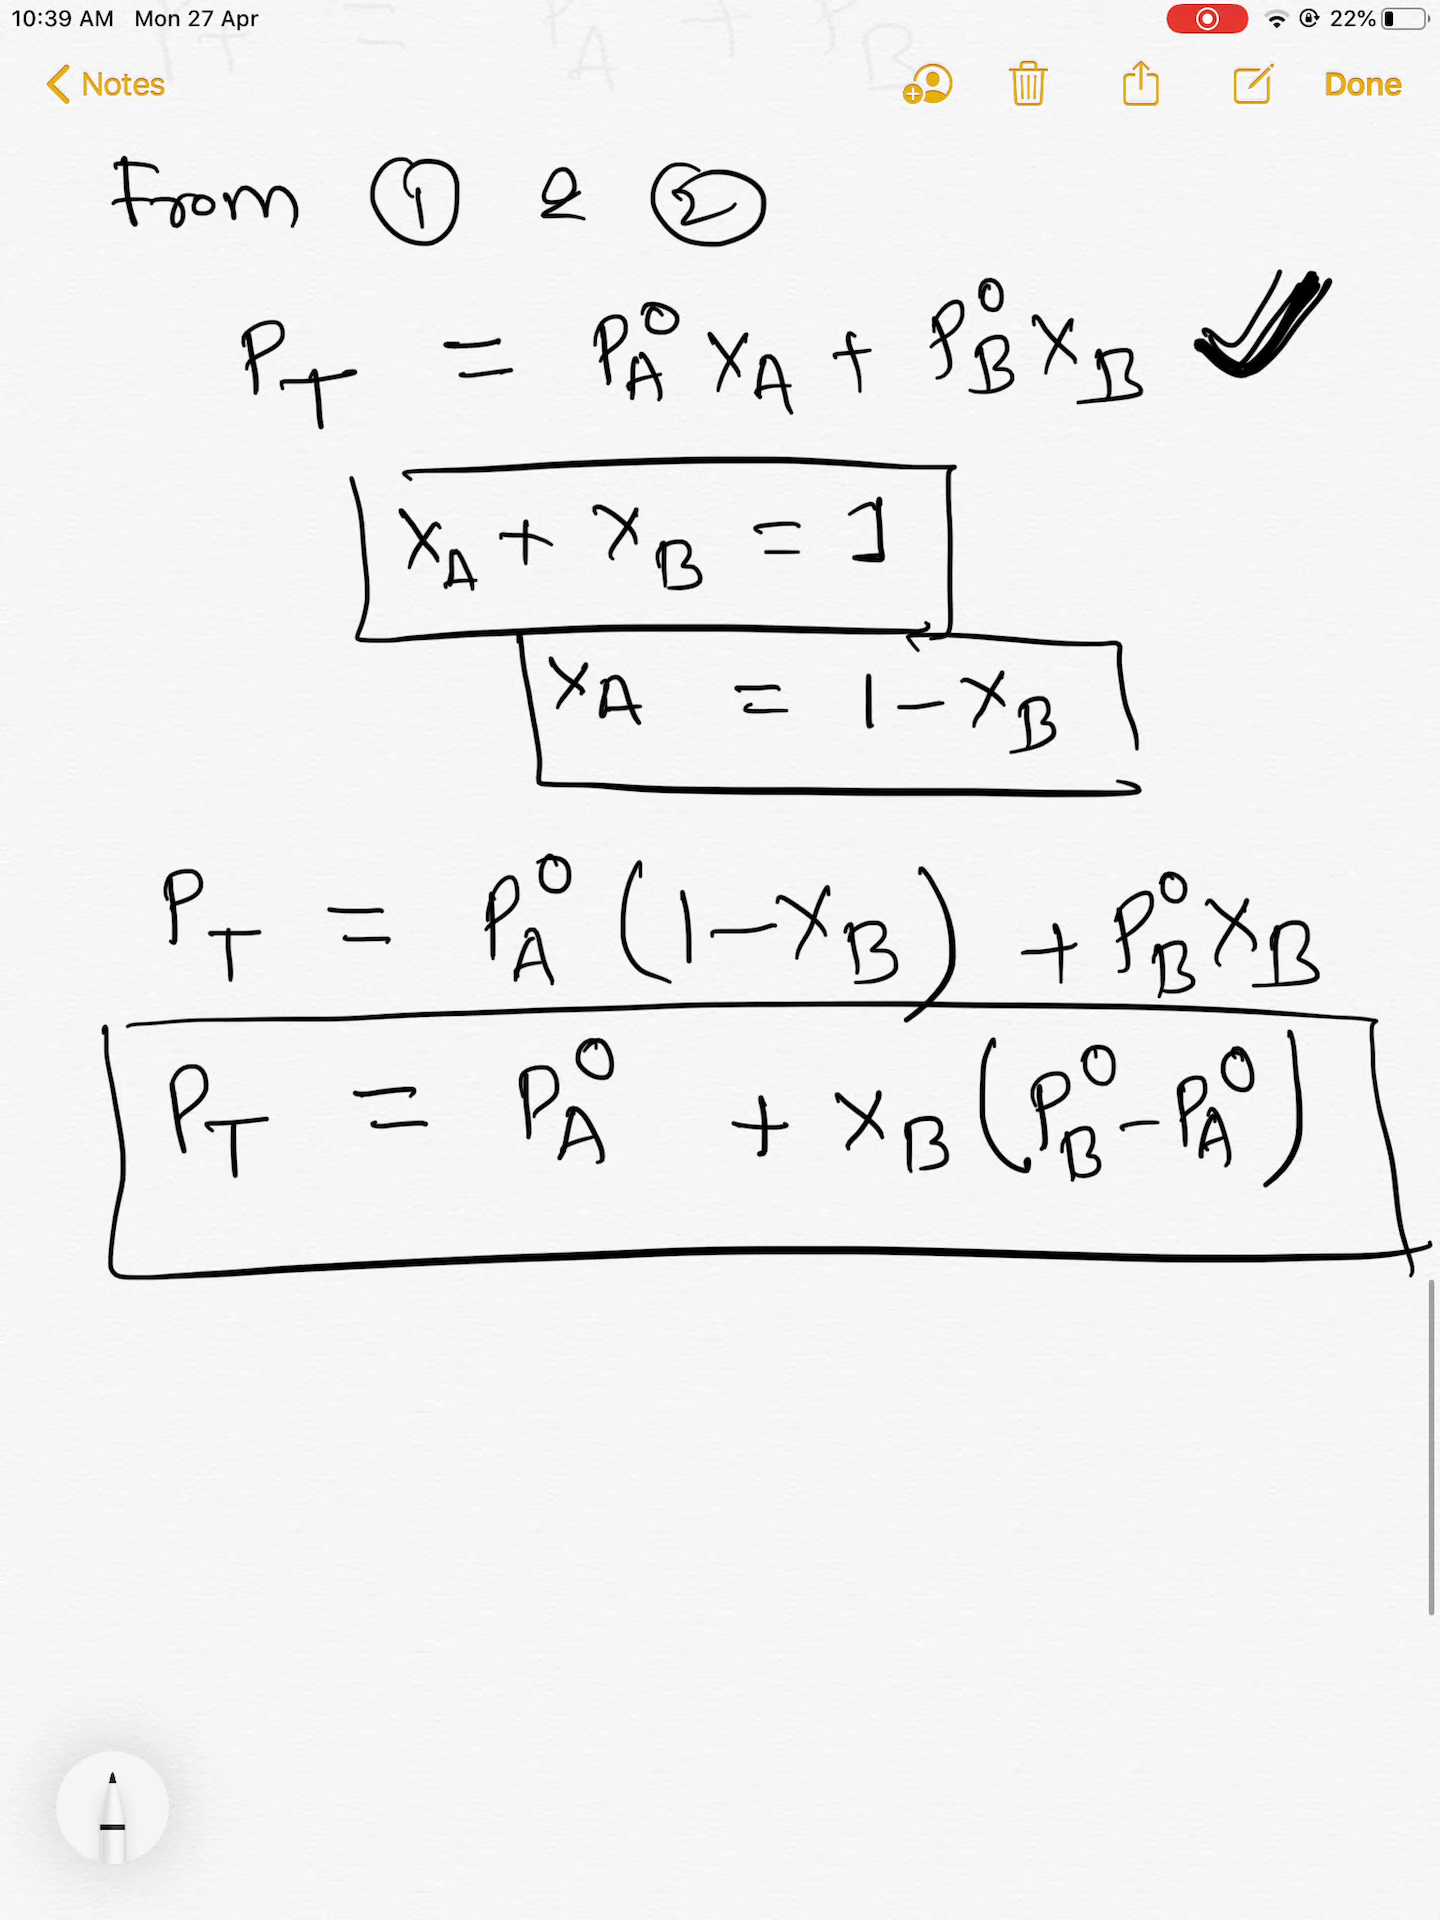 10:39 AM Mon 27 Apr 22%
Notes Done
From ① & ②
P_T = P_A^0 X_A + P_B^0 X_B
X_A + X_B = 1
X_A = 1 - X_B
P_T = P_A^0 (1 - X_B) + P_B^0 X_B
P_T = P_A^0 + X_B (P_B^0 - P_A^0)